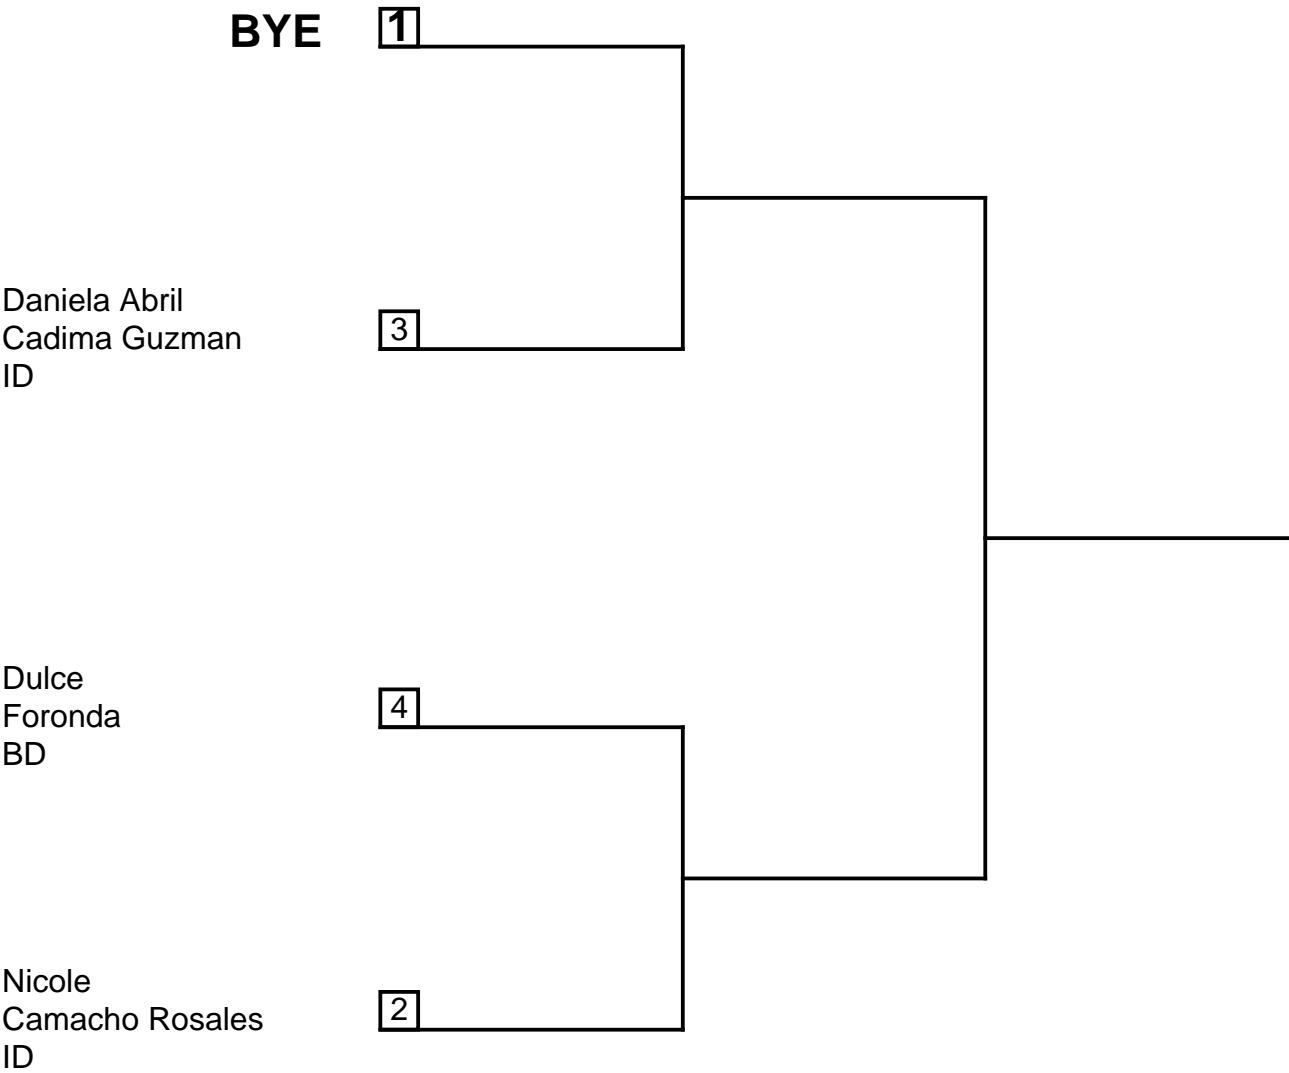 BYE 1
Daniela Abril
Cadima Guzman 3
ID
Dulce
Foronda 4
BD
Nicole
Camacho Rosales 2
ID